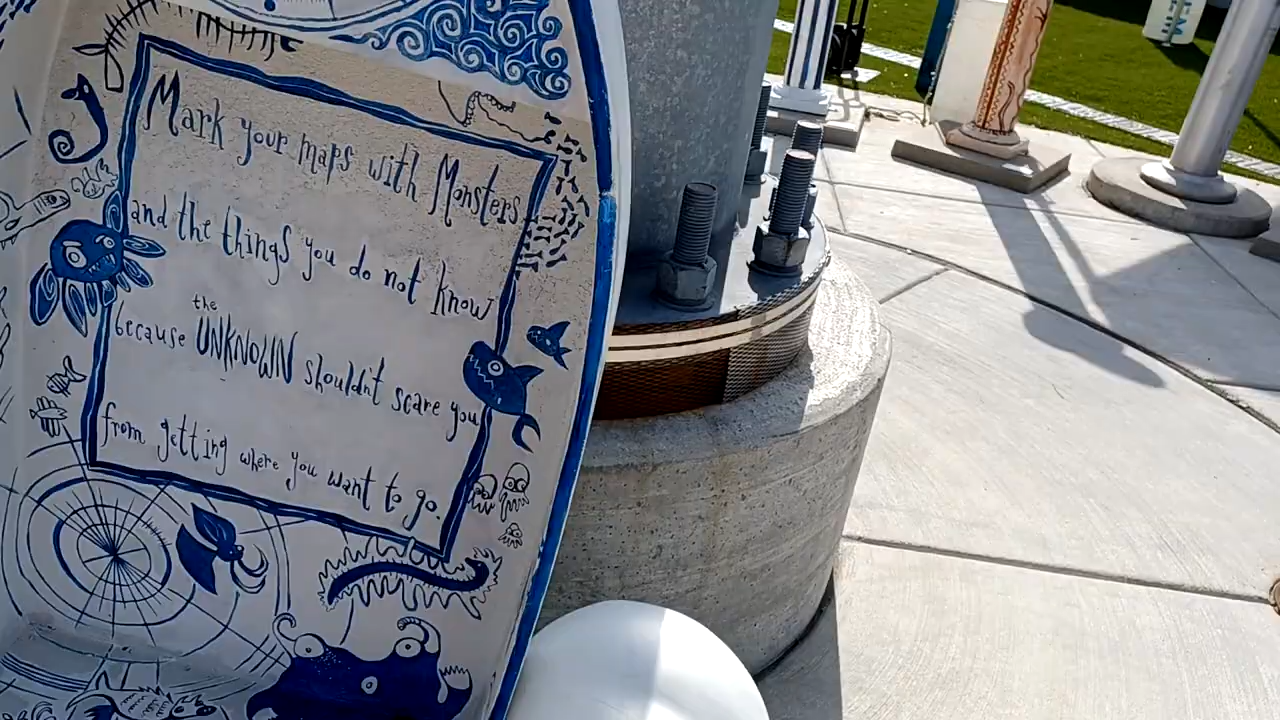 Mark your maps with Monsters
and the things you do not know
because the UNKNOWN shouldn't scare you
from getting where you want to go.